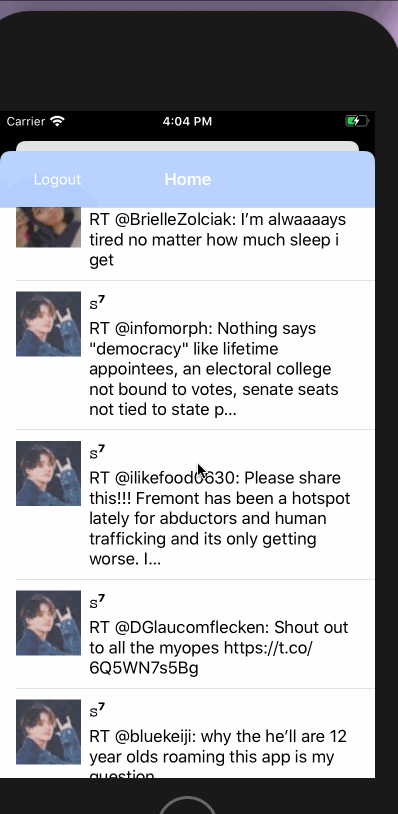 Carrier 4:04 PM
Logout Home
RT @BrielleZolciak: I’m alwaaaays
tired no matter how much sleep i
get
𝚜⁷
RT @infomorph: Nothing says
"democracy" like lifetime
appointees, an electoral college
not bound to votes, senate seats
not tied to state p...
𝚜⁷
RT @ilikefood0630: Please share
this!!! Fremont has been a hotspot
lately for abductors and human
trafficking and its only getting
worse. I...
𝚜⁷
RT @DGlaucomflecken: Shout out
to all the myopes https://t.co/
6Q5WN7s5Bg
𝚜⁷
RT @bluekeiji: why the he’ll are 12
year olds roaming this app is my
question